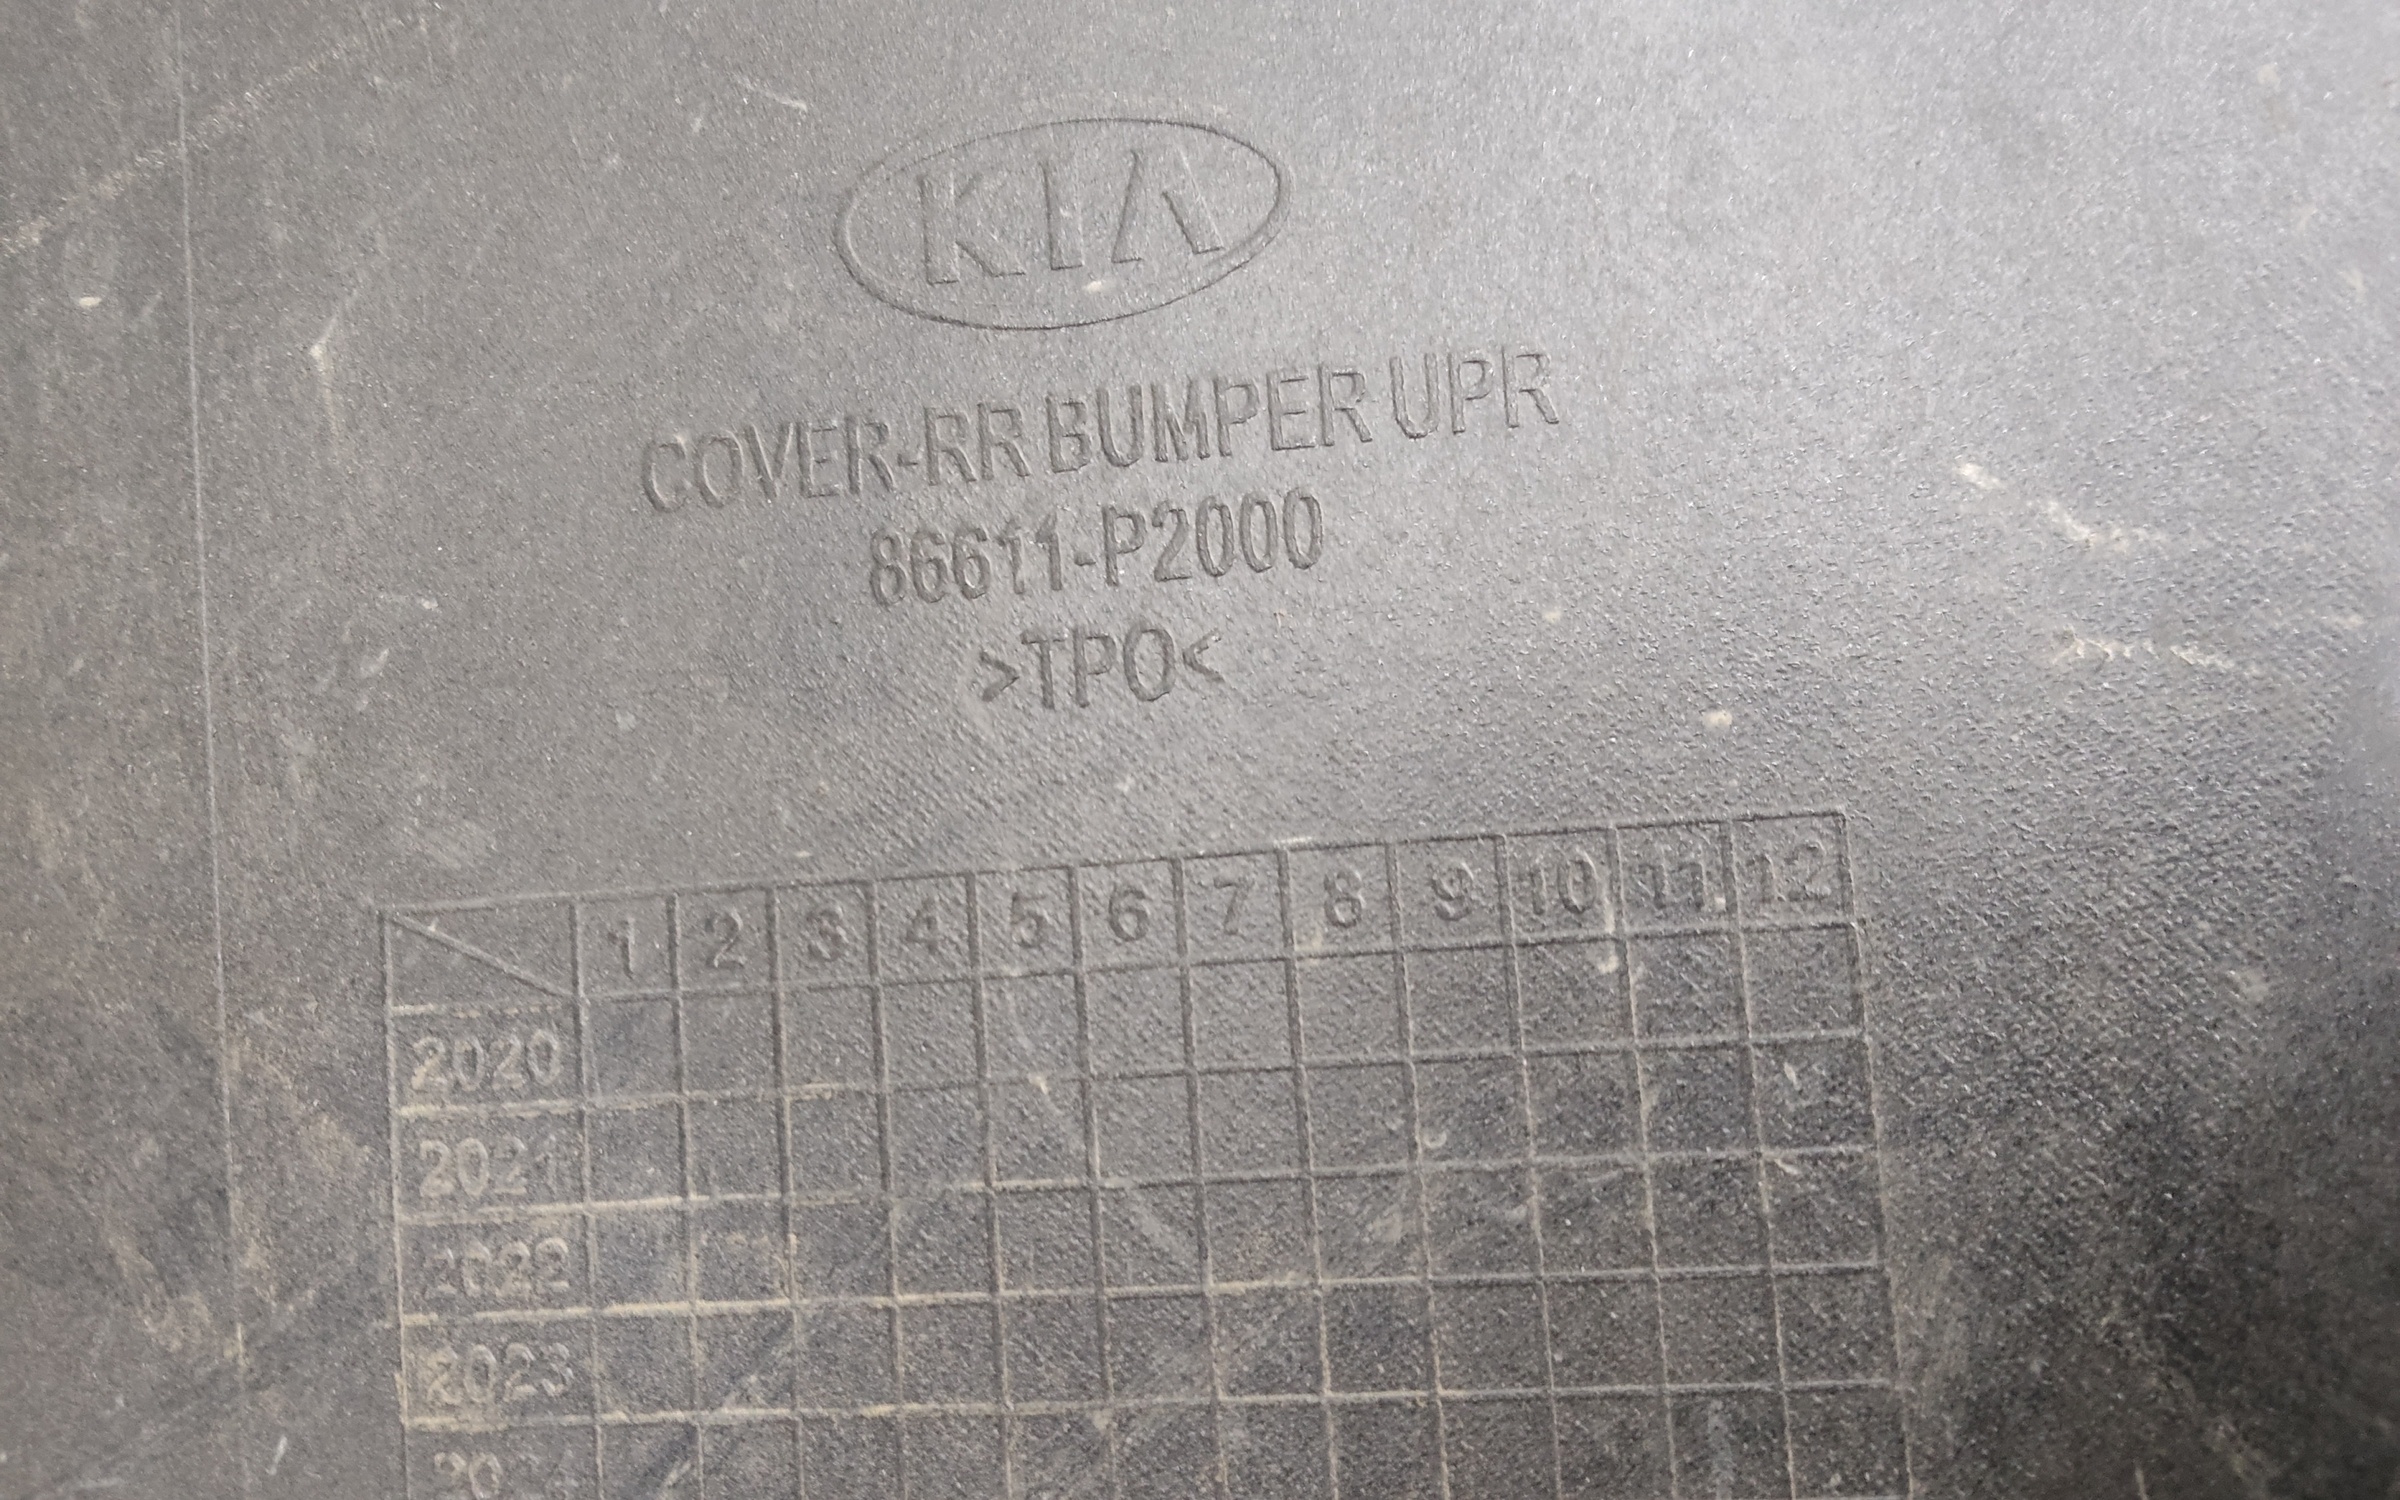 KIA
COVER-RR BUMPER UPR
86611-P2000
>TPO<
1 2 3 4 5 6 7 8 9 10 11 12
2020
2021
2022
2023